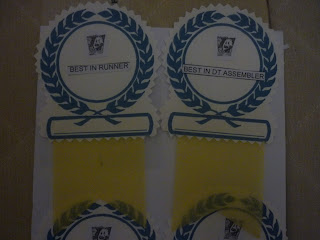 BEST IN RUNNER
BEST IN DT ASSEMBLER